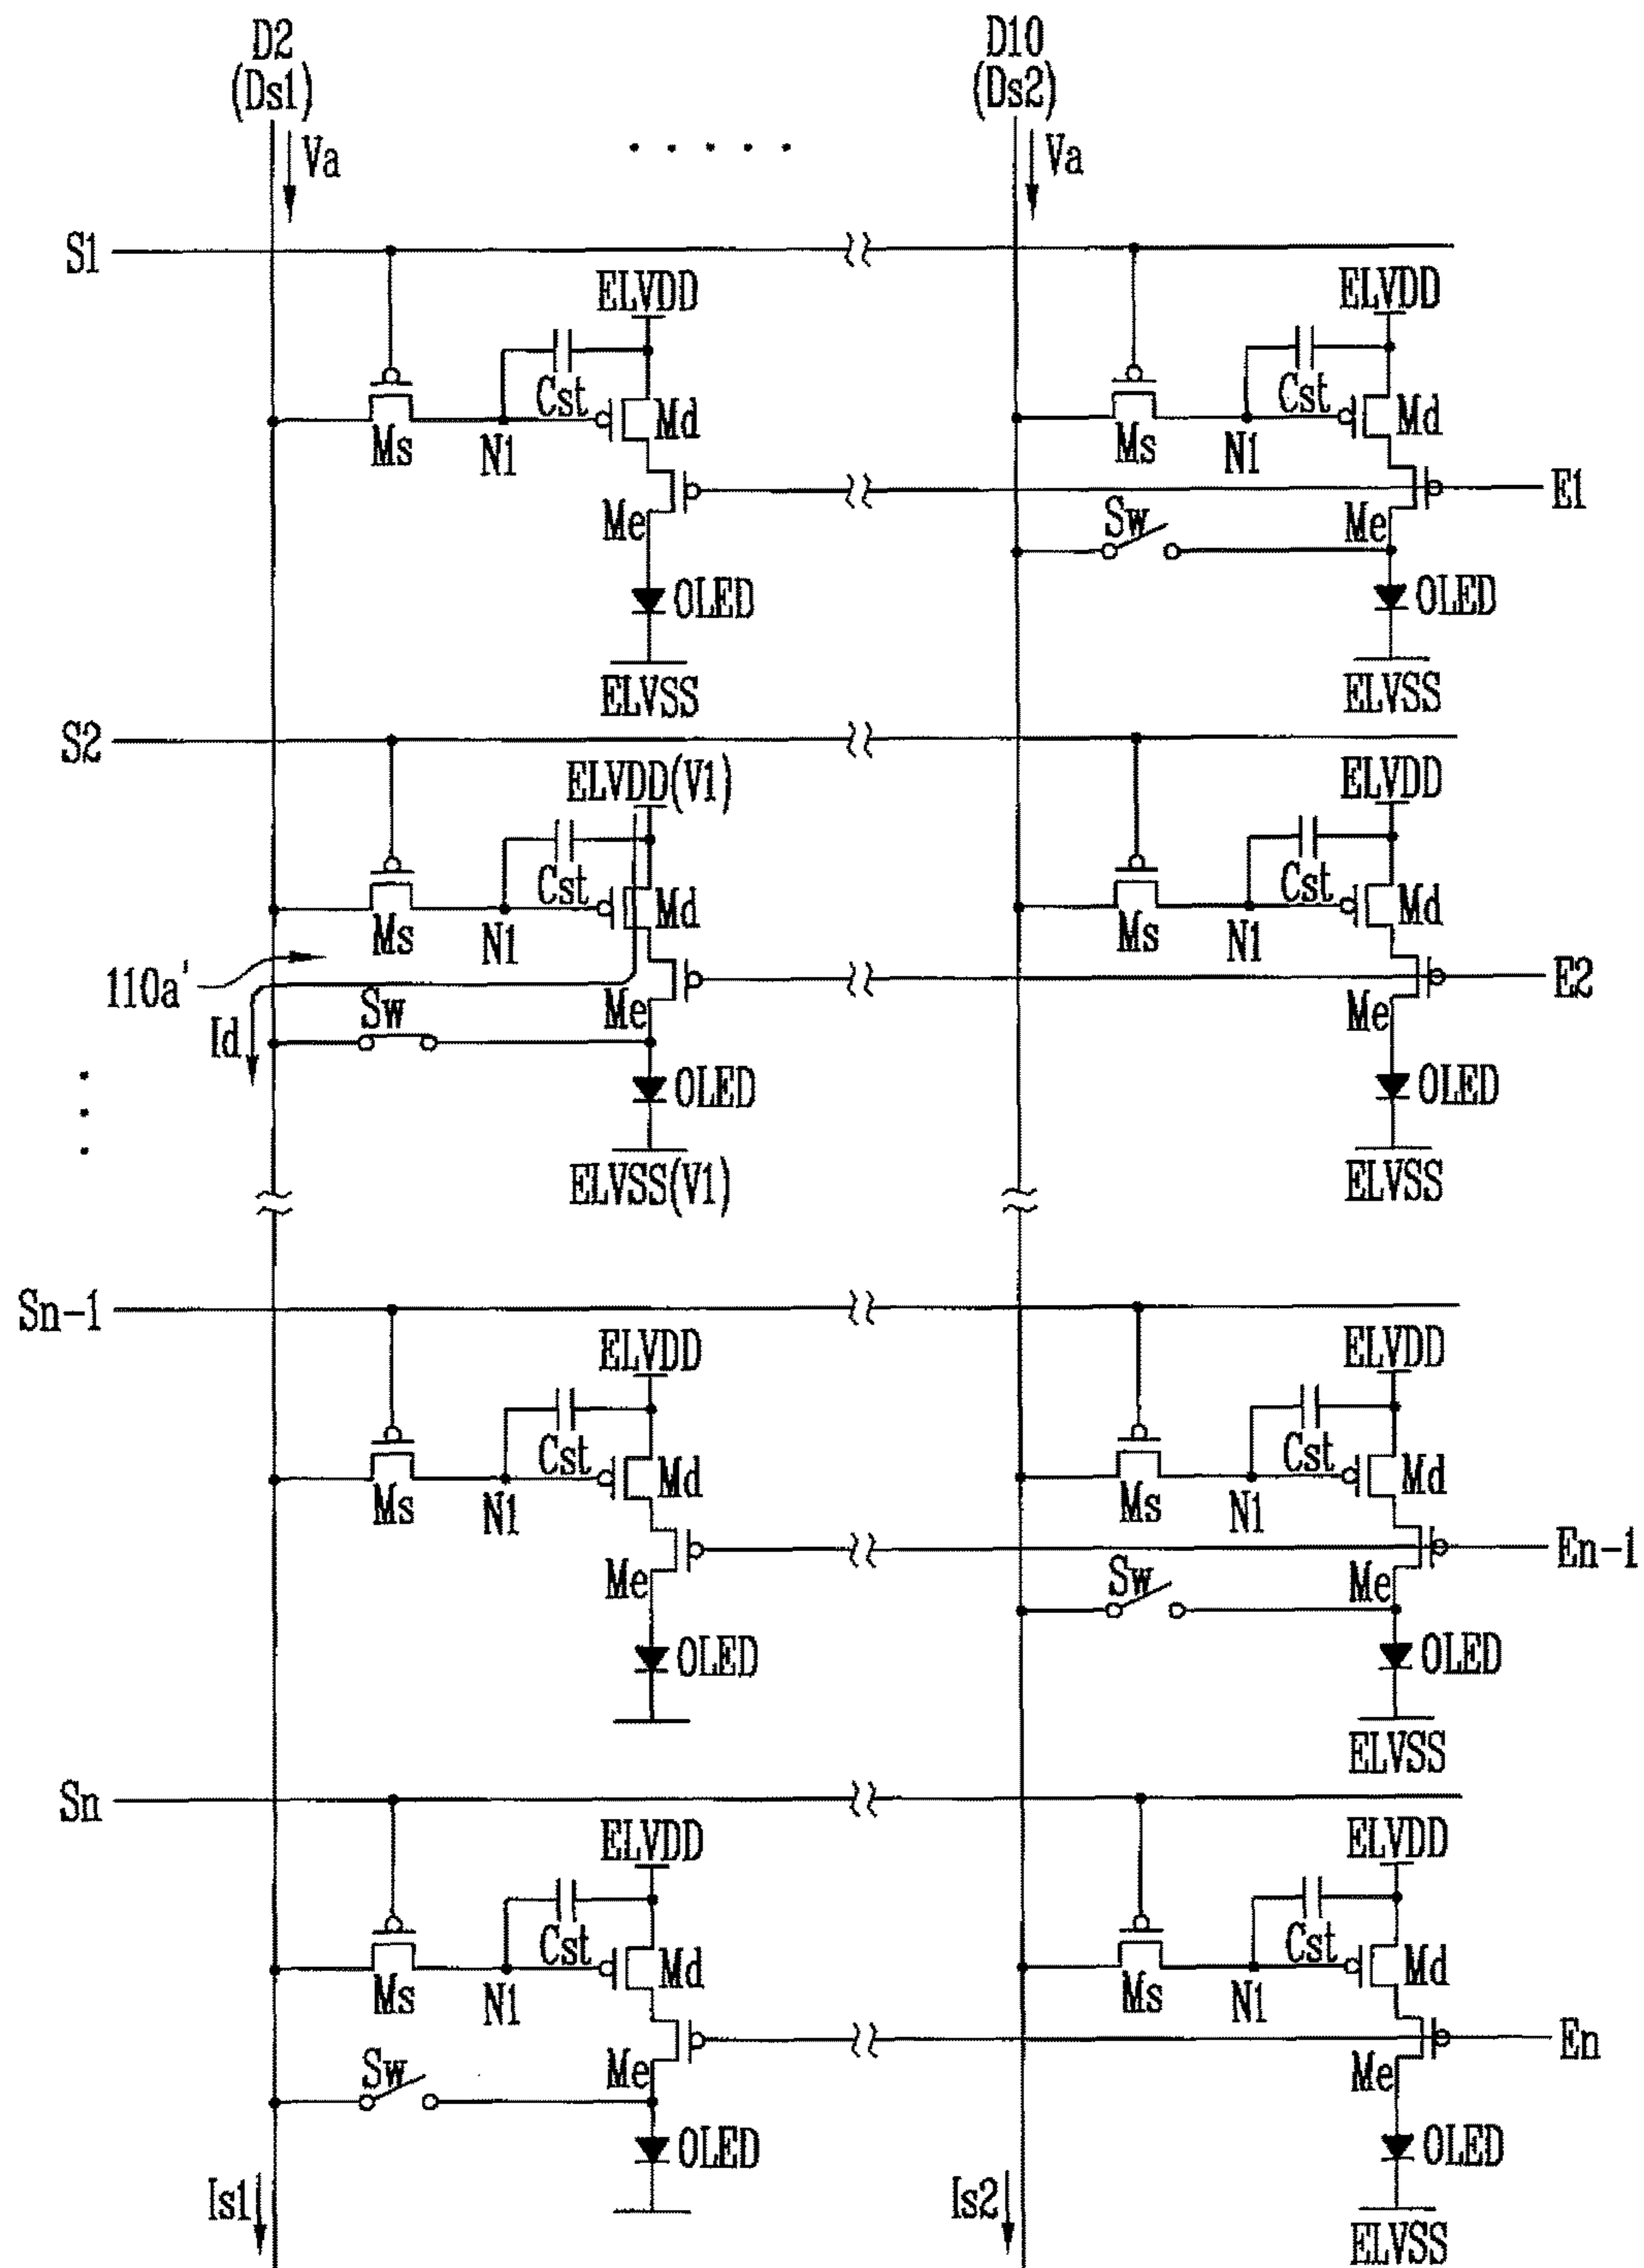 D2 D10
(Ds1) (Ds2)
Va Va
S1
ELVDD ELVDD
Cst Md Cst Md
Ms N1 Ms N1
Me Sw Me E1
OLED OLED
ELVSS ELVSS
S2
ELVDD(V1) ELVDD
Cst Md Cst Md
Ms N1 Ms N1
110a' E2
Id Sw Me Me
OLED OLED
ELVSS(V1) ELVSS
Sn-1
ELVDD ELVDD
Cst Md Cst Md
Ms N1 Ms N1
En-1
Me Sw Me
OLED OLED
ELVSS
Sn
ELVDD ELVDD
Cst Md Cst Md
Ms N1 Ms N1
En
Sw Me Me
OLED OLED
Is1 Is2
ELVSS